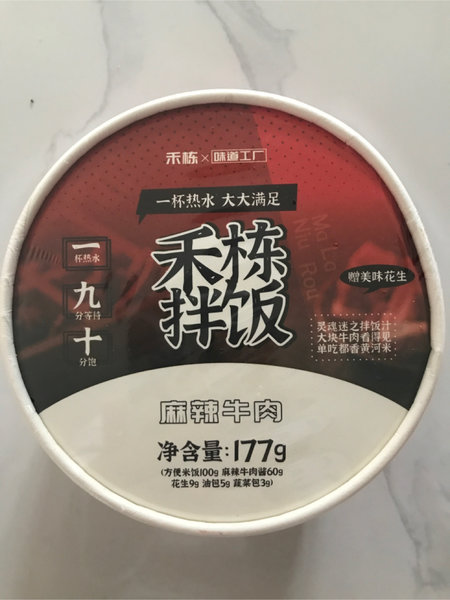 禾栋×味道工厂
一杯热水 大大满足
Ma La
Niu Rou
禾栋
拌饭
赠美味花生
一
杯热水
九
分等待
十
分饱
灵魂迷之拌饭汁
大块牛肉看得见
单吃都香黄河米
麻辣牛肉
净含量:177g
(方便米饭100g 麻辣牛肉酱60g
花生9g 油包5g 蔬菜包3g)